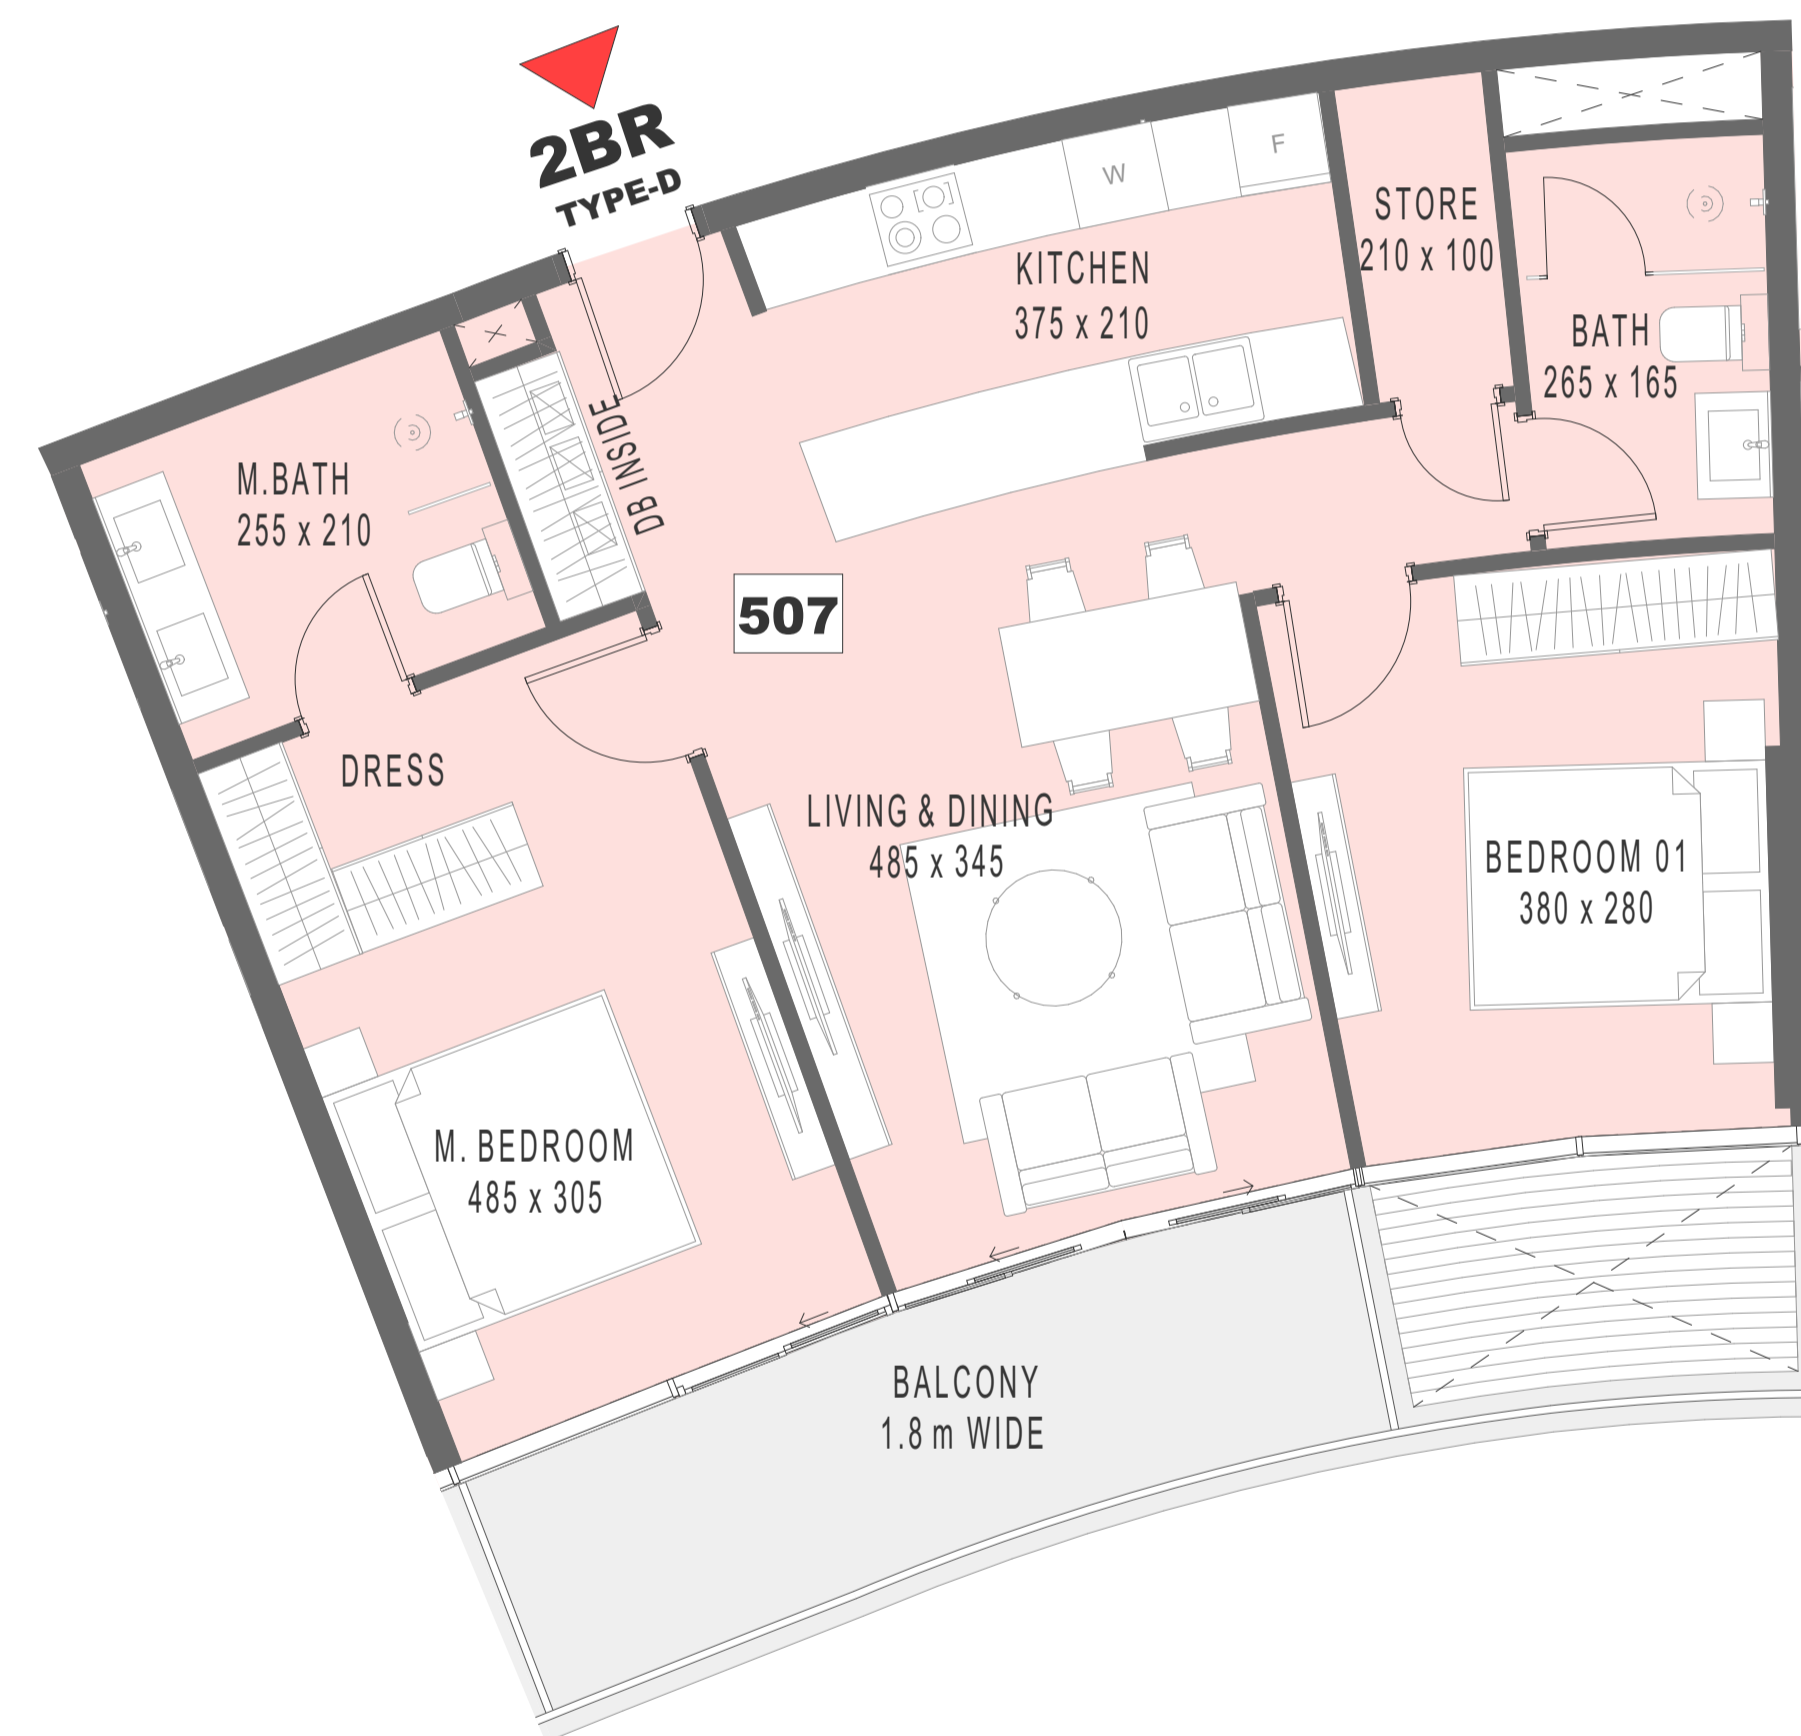 2BR
TYPE-D
W
F
KITCHEN
375 x 210
STORE
210 x 100
BATH
265 x 165
M.BATH
255 x 210
DB INSIDE
507
DRESS
LIVING & DINING
485 x 345
BEDROOM 01
380 x 280
M. BEDROOM
485 x 305
BALCONY
1.8 m WIDE